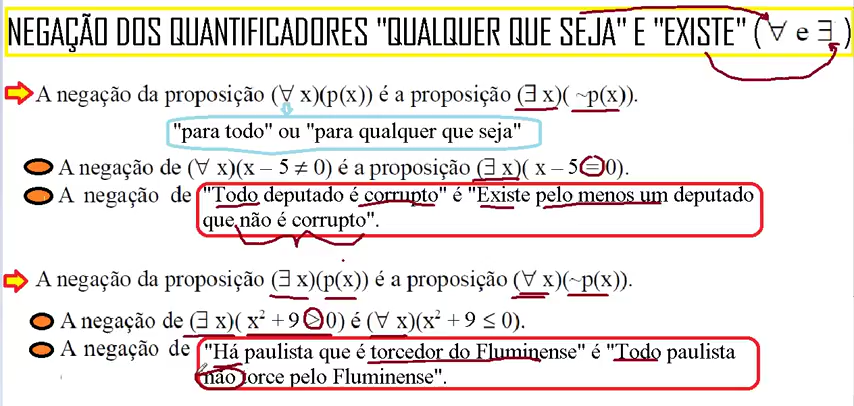 NEGAÇÃO DOS QUANTIFICADORES "QUALQUER QUE SEJA" E "EXISTE" (∀ e ∃)
A negação da proposição (∀ x)(p(x)) é a proposição (∃ x)( ~p(x)).
"para todo" ou "para qualquer que seja"
A negação de (∀ x)(x – 5 ≠ 0) é a proposição (∃ x)( x – 5 = 0).
A negação de "Todo deputado é corrupto" é "Existe pelo menos um deputado
que não é corrupto".
A negação da proposição (∃ x)(p(x)) é a proposição (∀ x)(~p(x)).
A negação de (∃ x)( x² + 9 > 0) é (∀ x)(x² + 9 ≤ 0).
A negação de "Há paulista que é torcedor do Fluminense" é "Todo paulista
não torce pelo Fluminense".